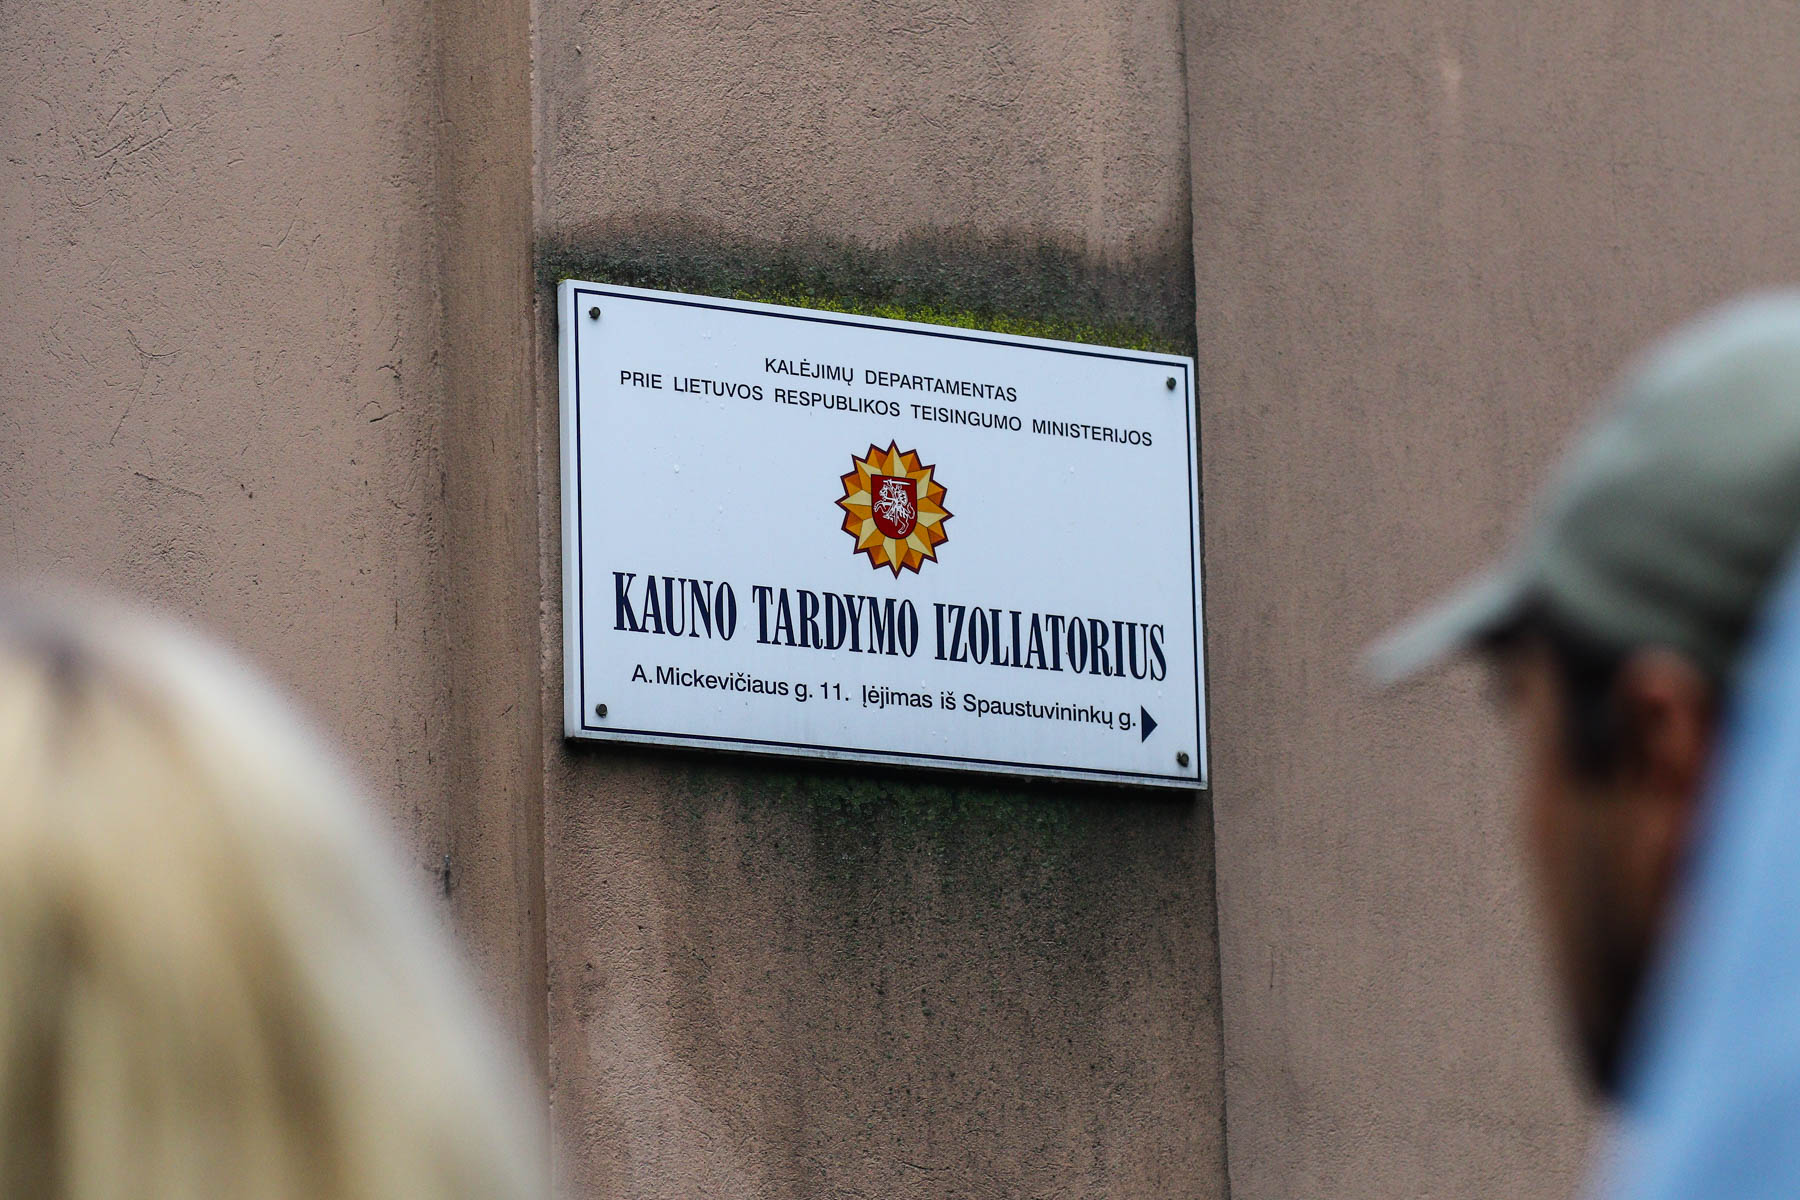 KALĖJIMŲ DEPARTAMENTAS
PRIE LIETUVOS RESPUBLIKOS TEISINGUMO MINISTERIJOS
KAUNO TARDYMO IZOLIATORIUS
A. Mickevičiaus g. 11. Įėjimas iš Spaustuvininkų g.